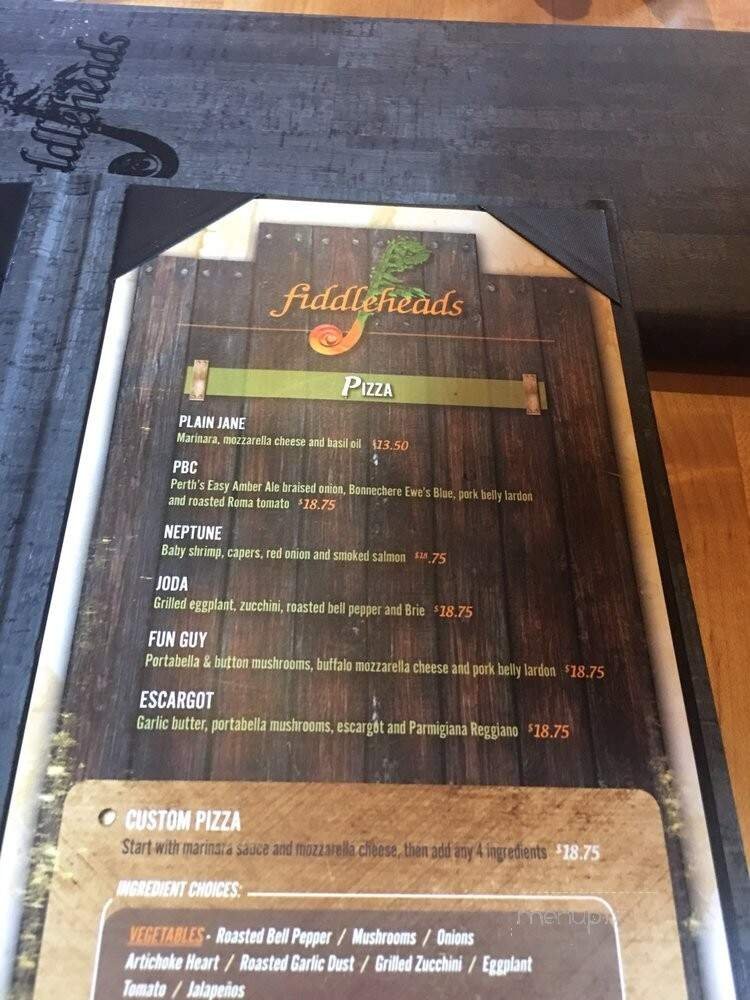 dleheads
fiddleheads
PIZZA
PLAIN JANE
Marinara, mozzarella cheese and basil oil $13.50
PBC
Perth's Easy Amber Ale braised onion, Bonnechere Ewe's Blue, pork belly lardon
and roasted Roma tomato $18.75
NEPTUNE
Baby shrimp, capers, red onion and smoked salmon $18.75
JODA
Grilled eggplant, zucchini, roasted bell pepper and Brie $18.75
FUN GUY
Portabella & button mushrooms, buffalo mozzarella cheese and pork belly lardon $18.75
ESCARGOT
Garlic butter, portabella mushrooms, escargot and Parmigiana Reggiano $18.75
CUSTOM PIZZA
Start with marinara sauce and mozzarella cheese, then add any 4 ingredients $18.75
INGREDIENT CHOICES:
VEGETABLES - Roasted Bell Pepper / Mushrooms / Onions
Artichoke Heart / Roasted Garlic Dust / Grilled Zucchini / Eggplant
Tomato / Jalapeños